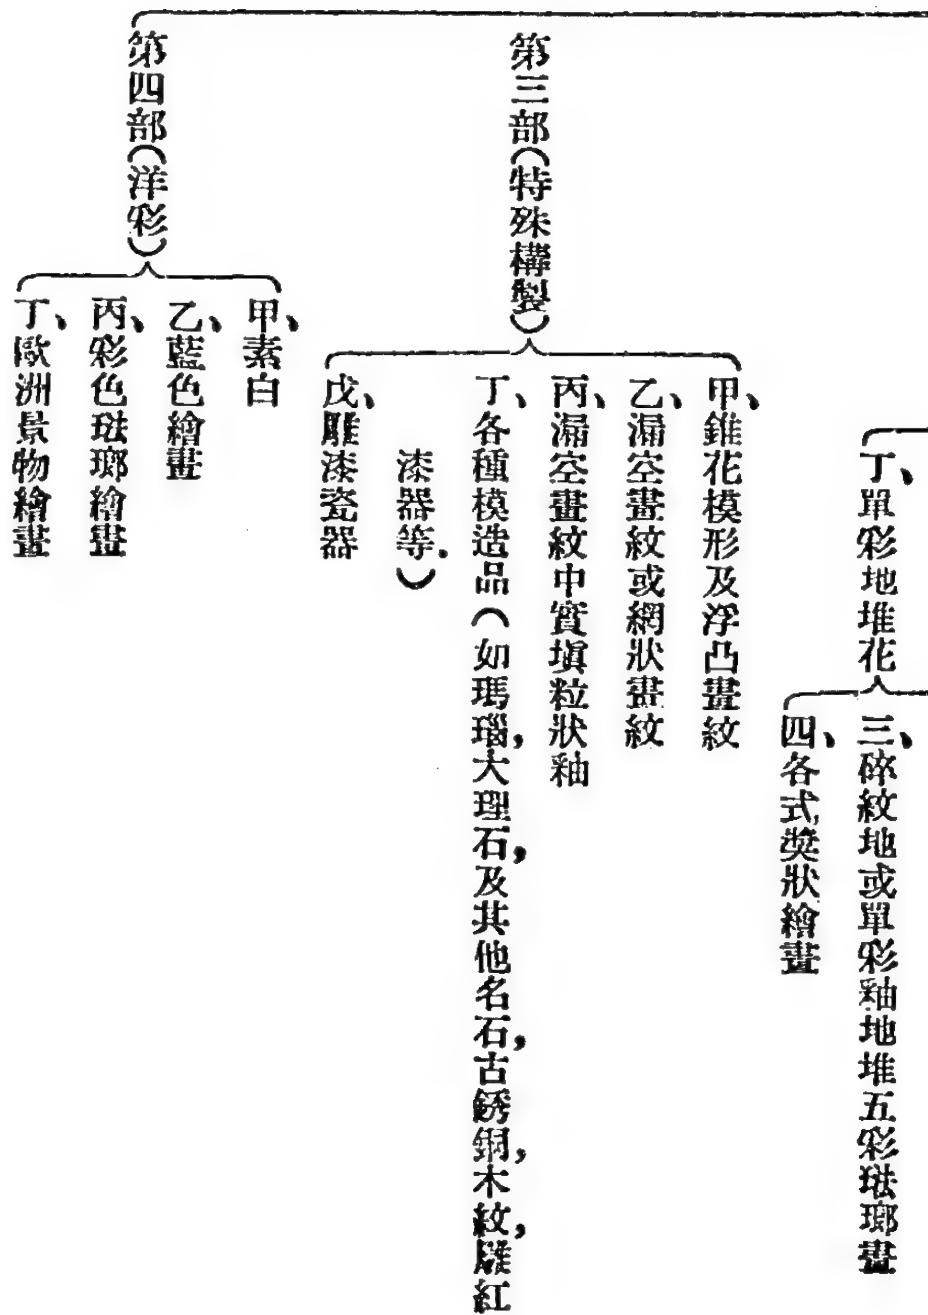 丁、單彩地堆花
三、碎紋地或單彩釉地堆五彩琺瑯畫
四、各式獎狀繪畫
第三部(特殊構製)
甲、錐花模形及浮凸畫紋
乙、漏空畫紋或網狀畫紋
丙、漏空畫紋中實塡粒狀釉
丁、各種模造品(如瑪瑙,大理石,及其他名石,古銹銅,木紋,雕紅
漆器等.)
戊、雕漆瓷器
第四部(洋彩)
甲、素白
乙、藍色繪畫
丙、彩色琺瑯繪畫
丁、歐洲景物繪畫